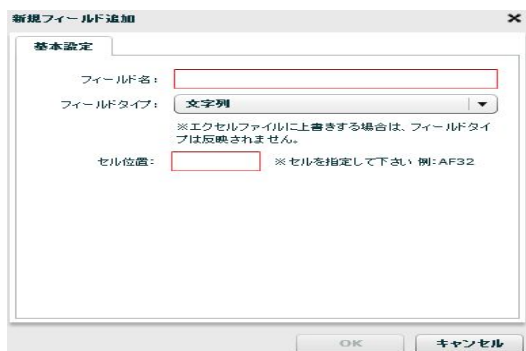 新規フィールド追加
基本設定
フィールド名：
フィールドタイプ： 文字列
※エクセルファイルに上書きする場合は、フィールドタイ
プは反映されません。
セル位置： ※セルを指定して下さい 例：AF32
OK キャンセル